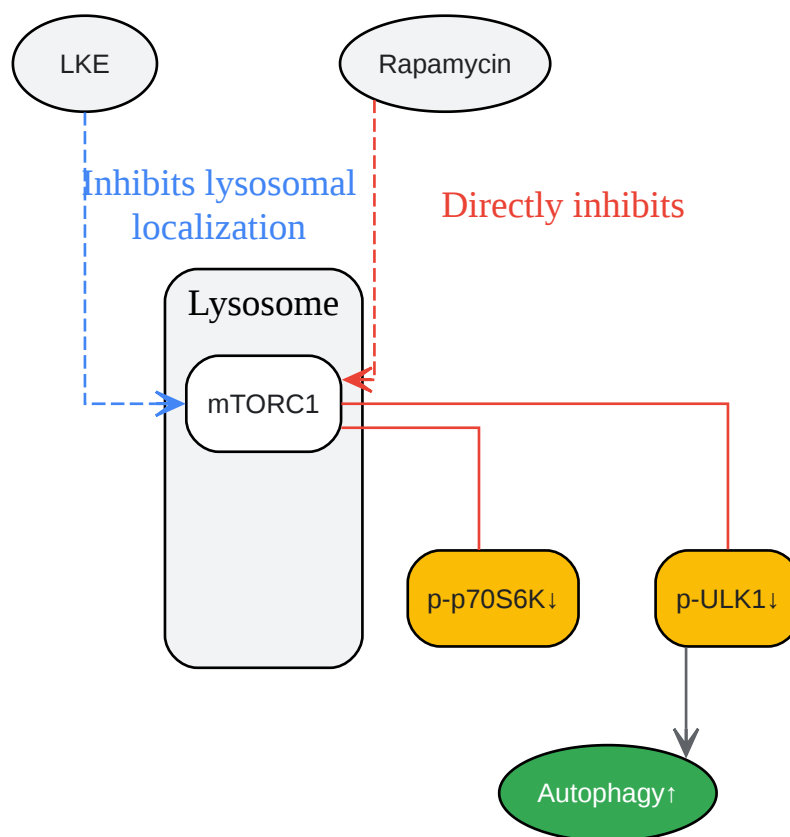 LKE
Rapamycin
Inhibits lysosomal
localization
Directly inhibits
Lysosome
mTORC1
p-p70S6K↓
p-ULK1↓
Autophagy↑